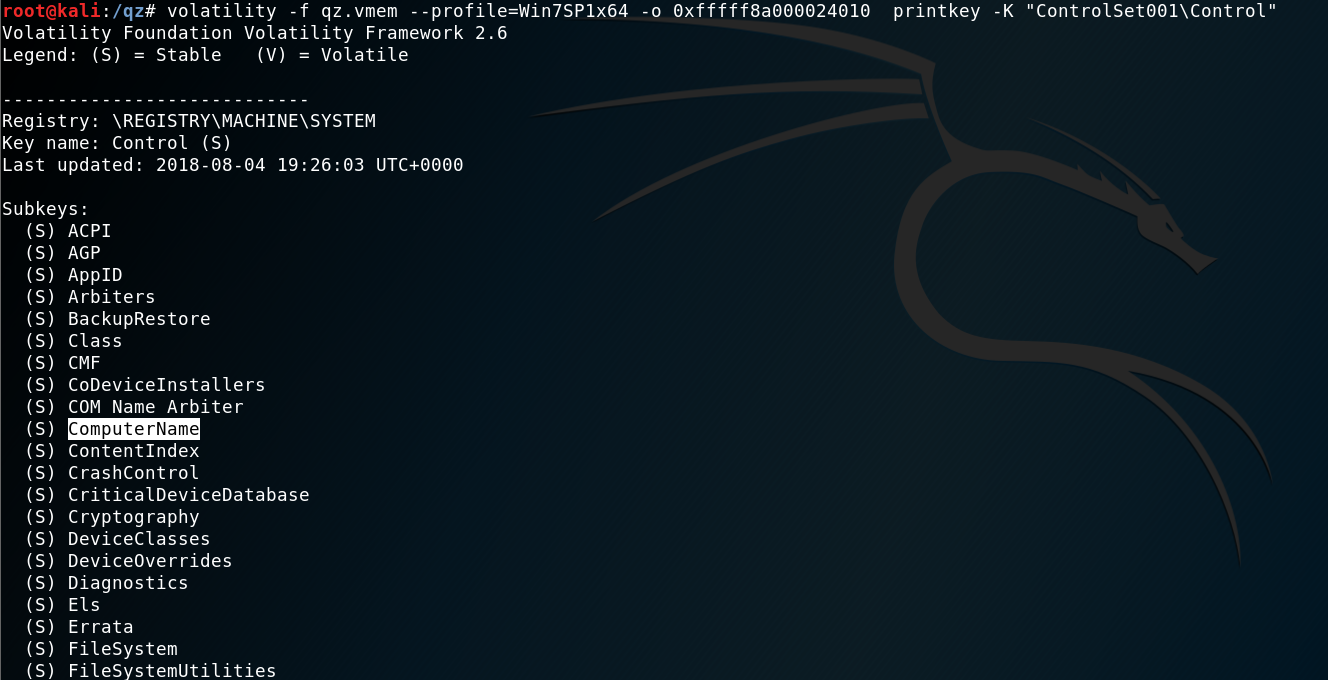 root@kali:/qz# volatility -f qz.vmem --profile=Win7SP1x64 -o 0xfffff8a000024010  printkey -K "ControlSet001\Control"
Volatility Foundation Volatility Framework 2.6
Legend: (S) = Stable   (V) = Volatile
----------------------------
Registry: \REGISTRY\MACHINE\SYSTEM
Key name: Control (S)
Last updated: 2018-08-04 19:26:03 UTC+0000
Subkeys:
  (S) ACPI
  (S) AGP
  (S) AppID
  (S) Arbiters
  (S) BackupRestore
  (S) Class
  (S) CMF
  (S) CoDeviceInstallers
  (S) COM Name Arbiter
  (S) ComputerName
  (S) ContentIndex
  (S) CrashControl
  (S) CriticalDeviceDatabase
  (S) Cryptography
  (S) DeviceClasses
  (S) DeviceOverrides
  (S) Diagnostics
  (S) Els
  (S) Errata
  (S) FileSystem
  (S) FileSystemUtilities